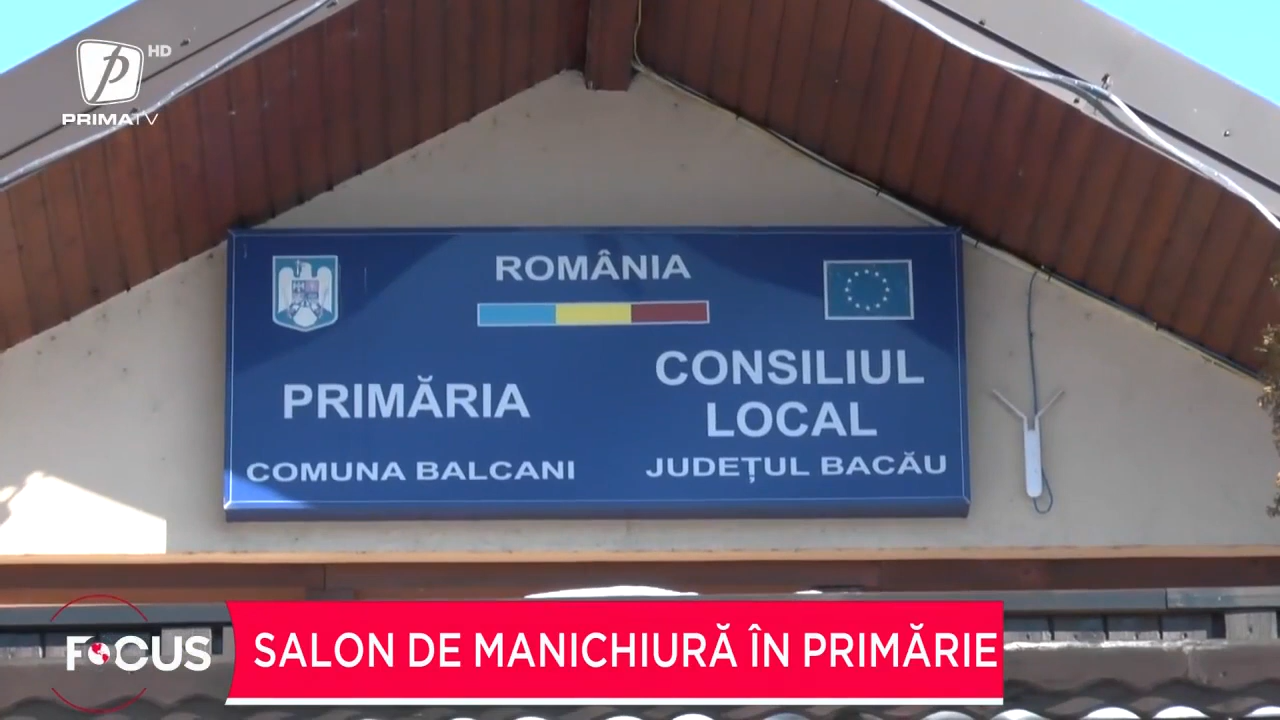 HD
PRIMATV
ROMÂNIA
PRIMĂRIA
COMUNA BALCANI
CONSILIUL
LOCAL
JUDEȚUL BACĂU
FOCUS
SALON DE MANICHIURĂ ÎN PRIMĂRIE